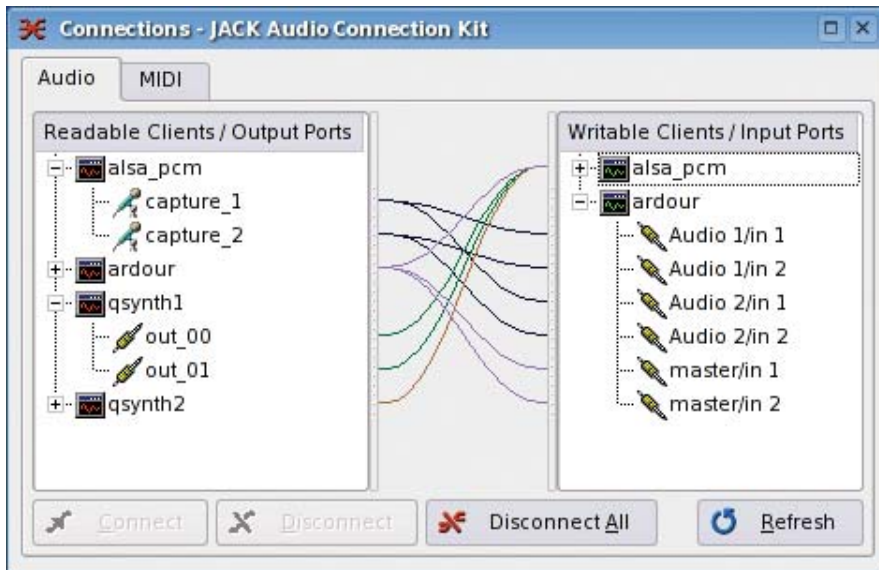 Connections - JACK Audio Connection Kit
Audio
MIDI
Readable Clients / Output Ports
alsa_pcm
capture_1
capture_2
ardour
qsynth1
out_00
out_01
qsynth2
Writable Clients / Input Ports
alsa_pcm
ardour
Audio 1/in 1
Audio 1/in 2
Audio 2/in 1
Audio 2/in 2
master/in 1
master/in 2
Connect
Disconnect
Disconnect All
Refresh